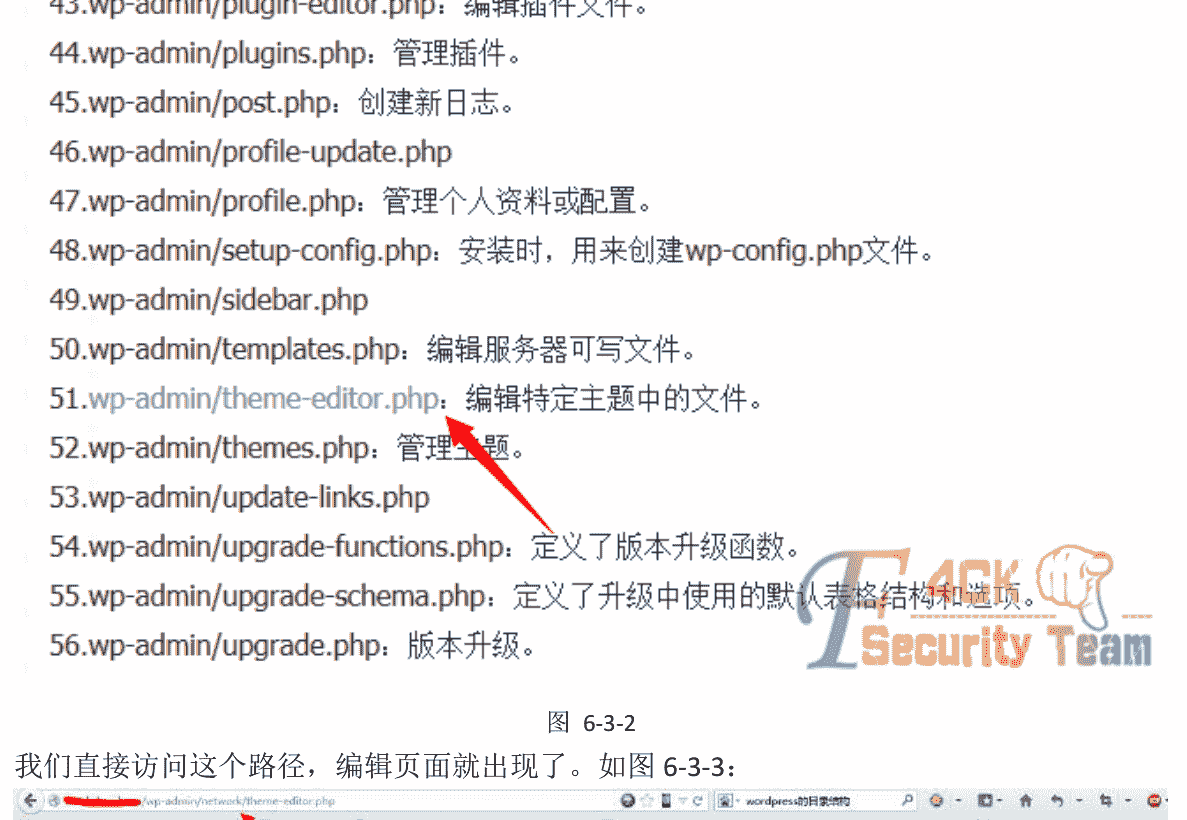 43.wp-admin/plugin-editor.php：编辑插件文件。
44.wp-admin/plugins.php：管理插件。
45.wp-admin/post.php：创建新日志。
46.wp-admin/profile-update.php
47.wp-admin/profile.php：管理个人资料或配置。
48.wp-admin/setup-config.php：安装时，用来创建wp-config.php文件。
49.wp-admin/sidebar.php
50.wp-admin/templates.php：编辑服务器可写文件。
51.wp-admin/theme-editor.php：编辑特定主题中的文件。
52.wp-admin/themes.php：管理主题。
53.wp-admin/update-links.php
54.wp-admin/upgrade-functions.php：定义了版本升级函数。
55.wp-admin/upgrade-schema.php：定义了升级中使用的默认表格结构和选项。
56.wp-admin/upgrade.php：版本升级。
F4CK
Security Team
图 6-3-2
我们直接访问这个路径，编辑页面就出现了。如图 6-3-3：
/wp-admin/network/theme-editor.php
wordpress的目录结构